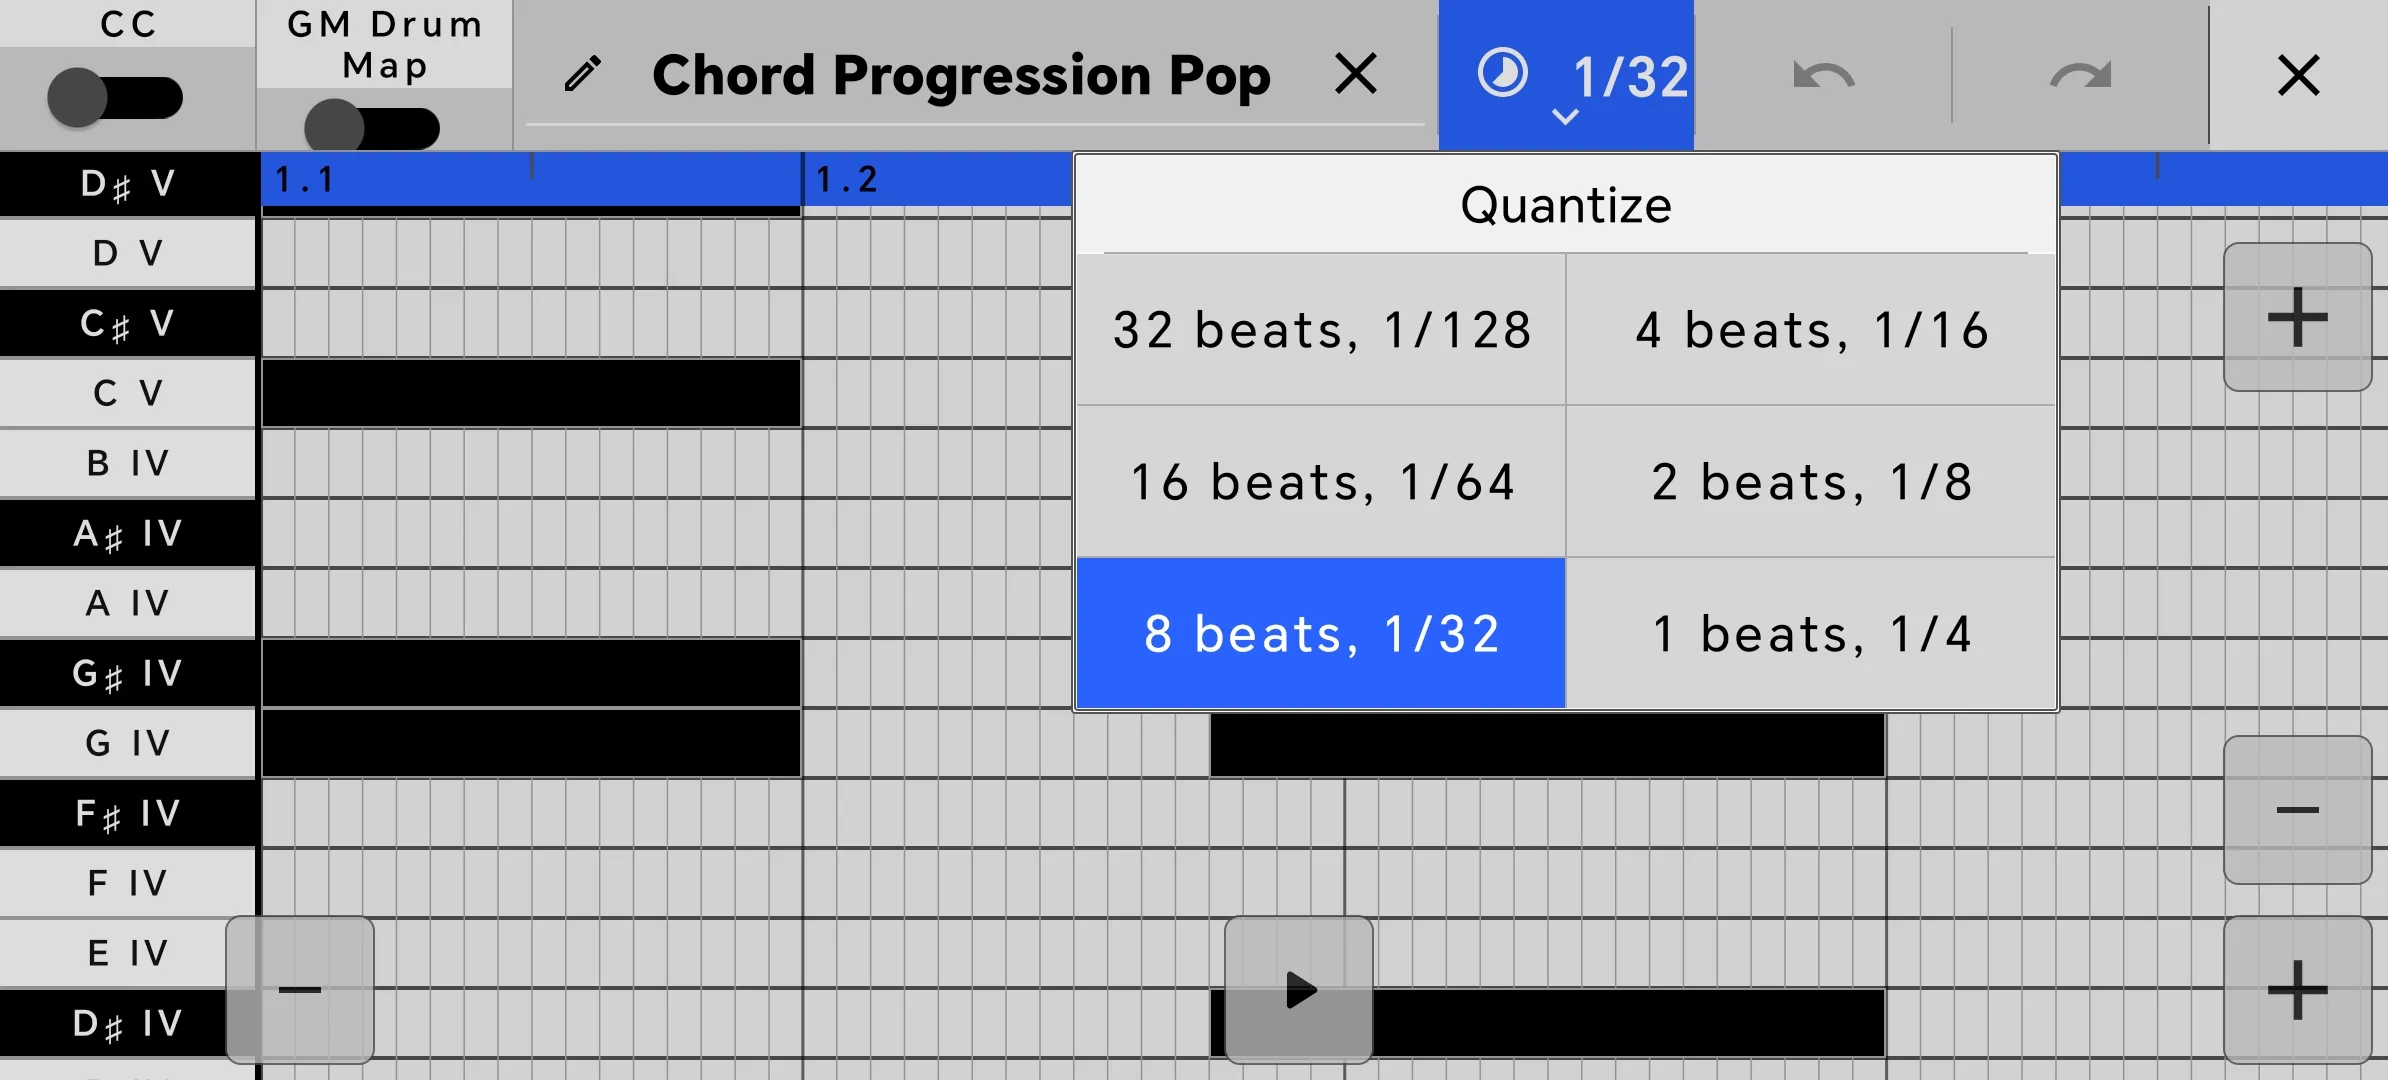 CC
GM Drum
Map
Chord Progression Pop
1/32
D♯ V
1.1
1.2
Quantize
D V
32 beats, 1/128
4 beats, 1/16
C♯ V
C V
B IV
16 beats, 1/64
2 beats, 1/8
A♯ IV
A IV
8 beats, 1/32
1 beats, 1/4
G♯ IV
G IV
F♯ IV
F IV
E IV
D♯ IV